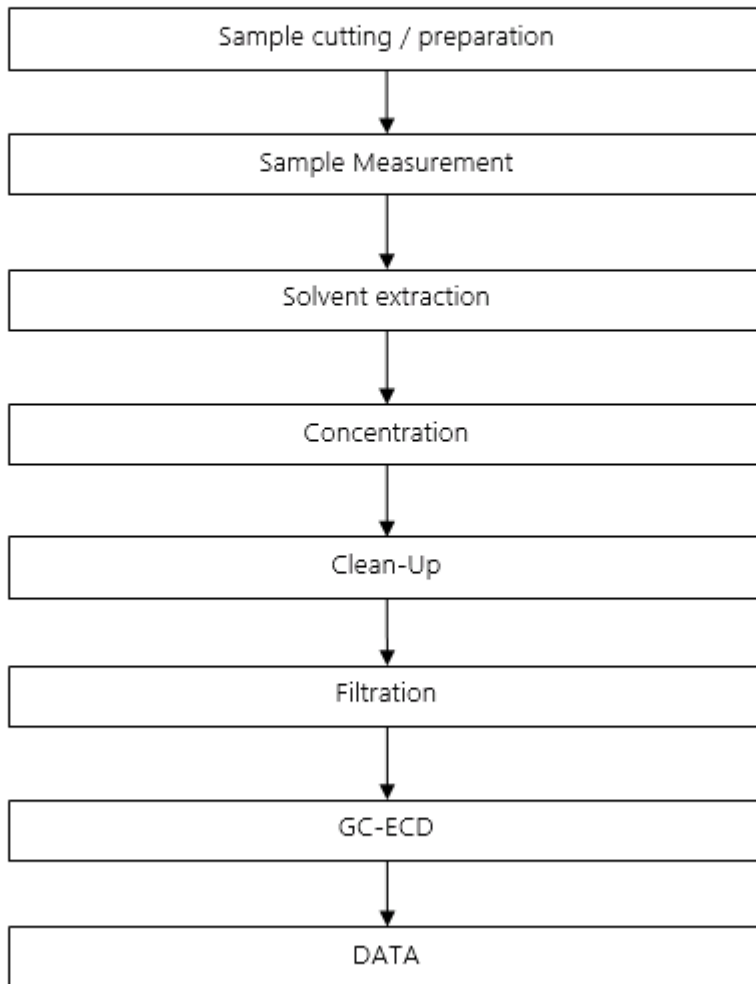 Sample cutting / preparation
Sample Measurement
Solvent extraction
Concentration
Clean-Up
Filtration
GC-ECD
DATA